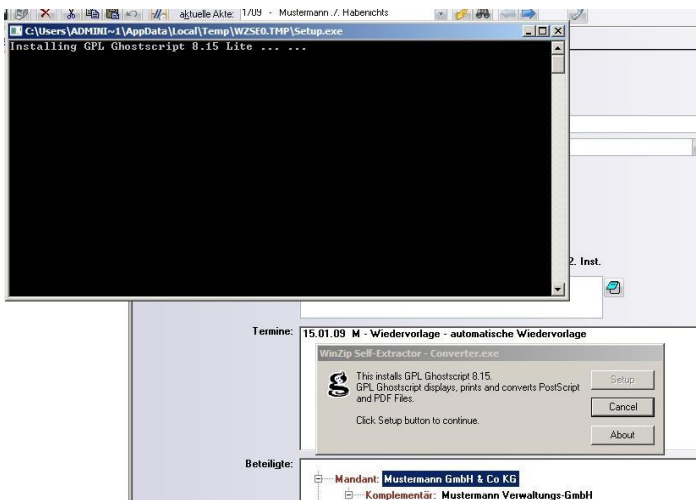 aktuelle Akte: 1709 - Mustermann ./. Habenichts
C:\Users\ADMINI~1\AppData\Local\Temp\WZSE0.TMP\Setup.exe
Installing GPL Ghostscript 8.15 Lite ... ...
2. Inst.
Termine:
15.01.09 M - Wiedervorlage - automatische Wiedervorlage
WinZip Self-Extractor - Converter.exe
This installs GPL Ghostscript 8.15.
GPL Ghostscript displays, prints and converts PostScript
and PDF Files.
Click Setup button to continue.
Setup
Cancel
About
Beteiligte:
Mandant: Mustermann GmbH & Co KG
Komplementär: Mustermann Verwaltungs-GmbH